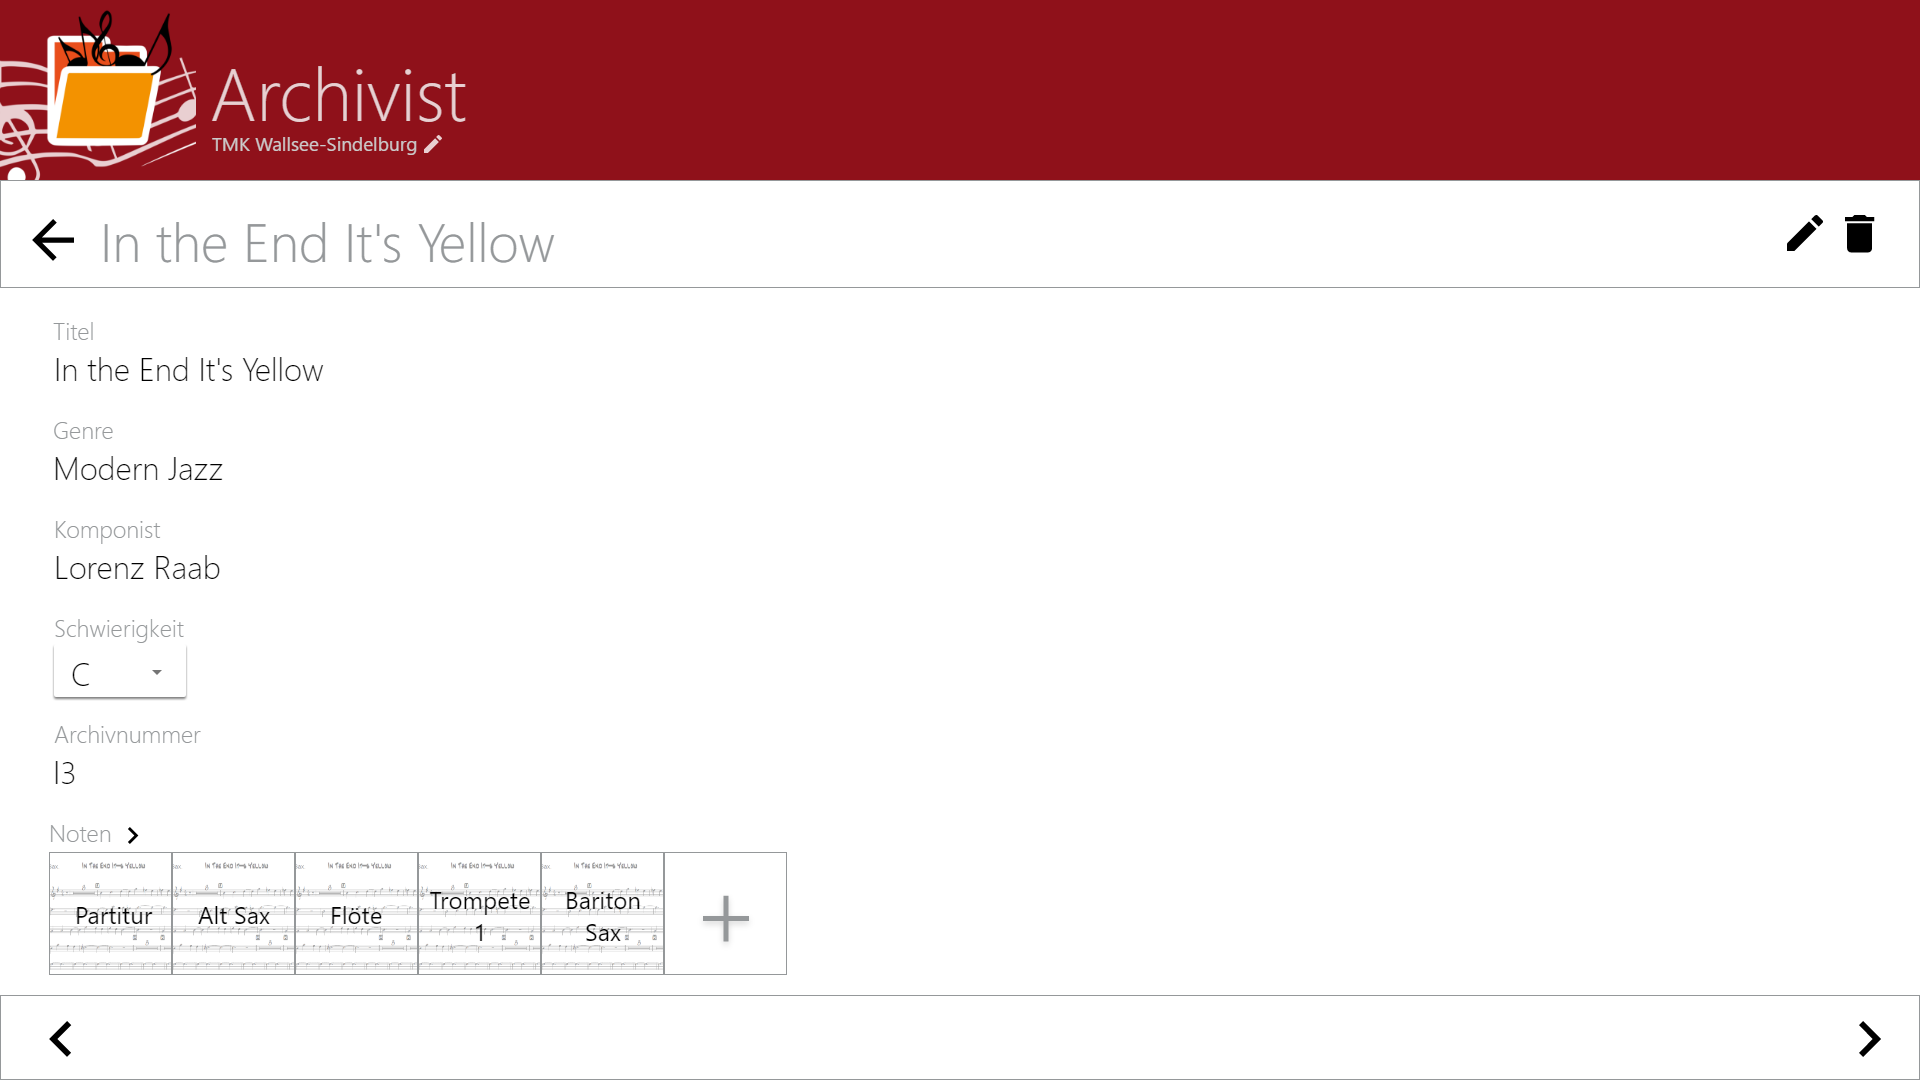 Archivist
TMK Wallsee-Sindelburg
In the End It's Yellow
Titel
In the End It's Yellow
Genre
Modern Jazz
Komponist
Lorenz Raab
Schwierigkeit
C
Archivnummer
I3
Noten
Partitur
Alt Sax
Flöte
Trompete
1
Bariton
Sax